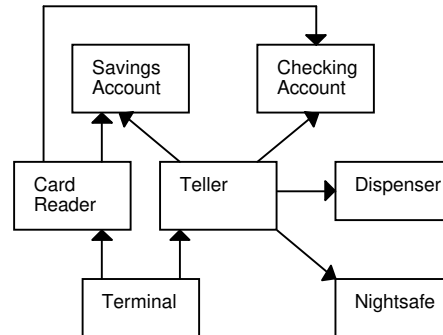 Savings
Account
Checking
Account
Card
Reader
Teller
Dispenser
Terminal
Nightsafe